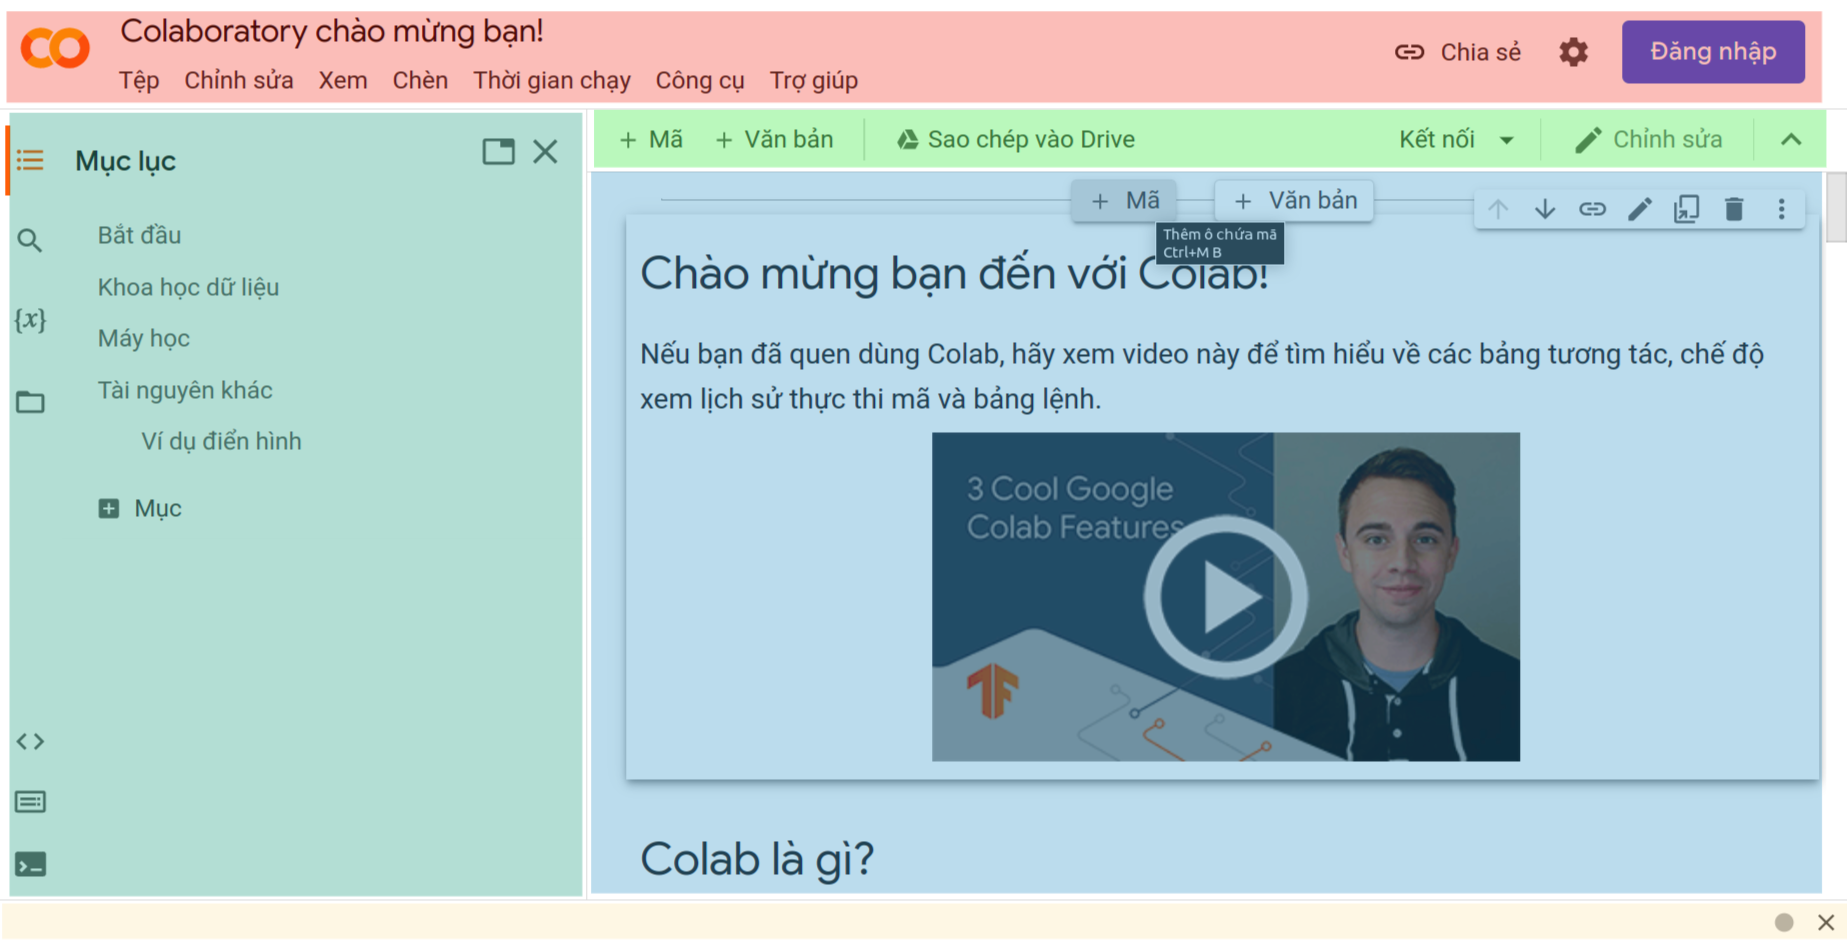 Colaboratory chào mừng bạn!
Tệp Chỉnh sửa Xem Chèn Thời gian chạy Công cụ Trợ giúp
Chia sẻ
Đăng nhập
Mục lục
Bắt đầu
Khoa học dữ liệu
{x}
Máy học
Tài nguyên khác
Ví dụ điển hình
Mục
+ Mã + Văn bản Sao chép vào Drive Kết nối Chỉnh sửa
+ Mã + Văn bản
Thêm ô chứa mã
Ctrl+M B
Chào mừng bạn đến với Colab!
Nếu bạn đã quen dùng Colab, hãy xem video này để tìm hiểu về các bảng tương tác, chế độ
xem lịch sử thực thi mã và bảng lệnh.
3 Cool Google
Colab Features
Colab là gì?